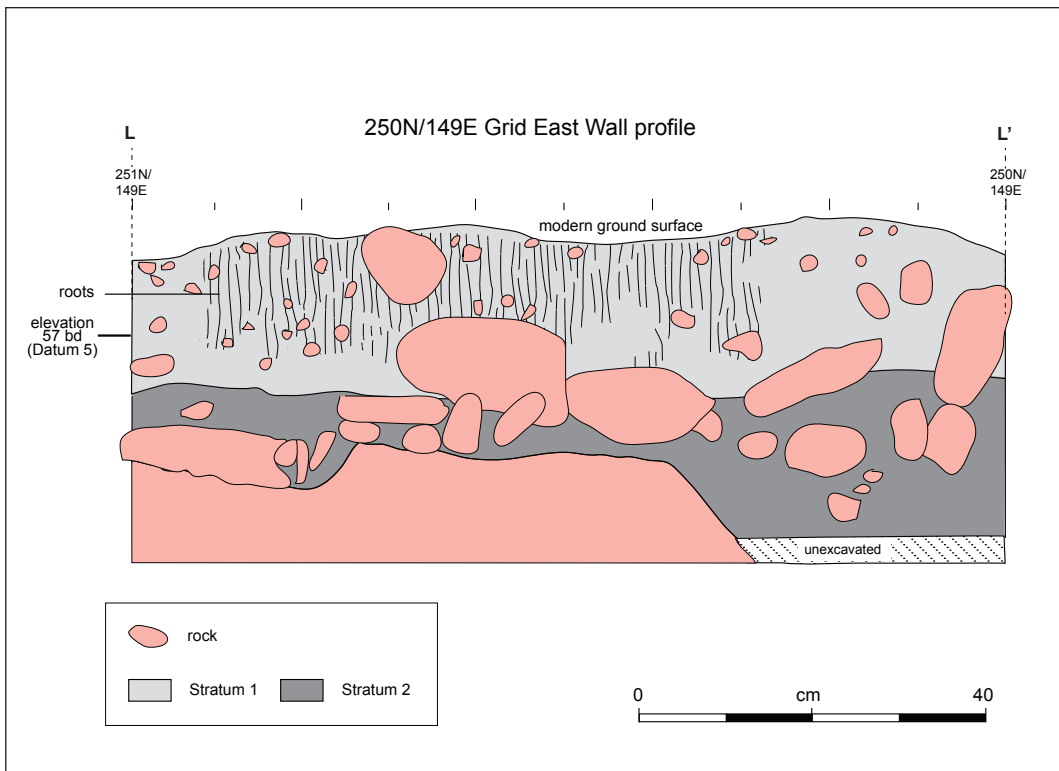 250N/149E Grid East Wall profile
L
L'
251N/
149E
250N/
149E
modern ground surface
roots
elevation
57 bd
(Datum 5)
unexcavated
rock
Stratum 1
Stratum 2
0
cm
40